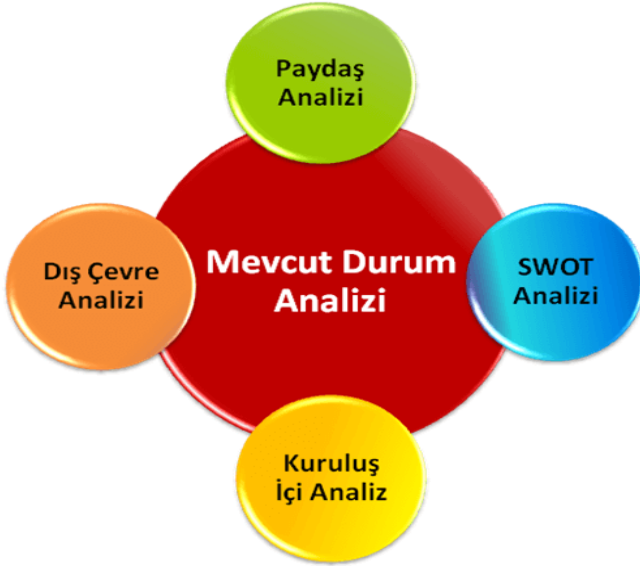 Paydaş
Analizi
Dış Çevre
Analizi
Mevcut Durum
Analizi
SWOT
Analizi
Kuruluş
İçi Analiz